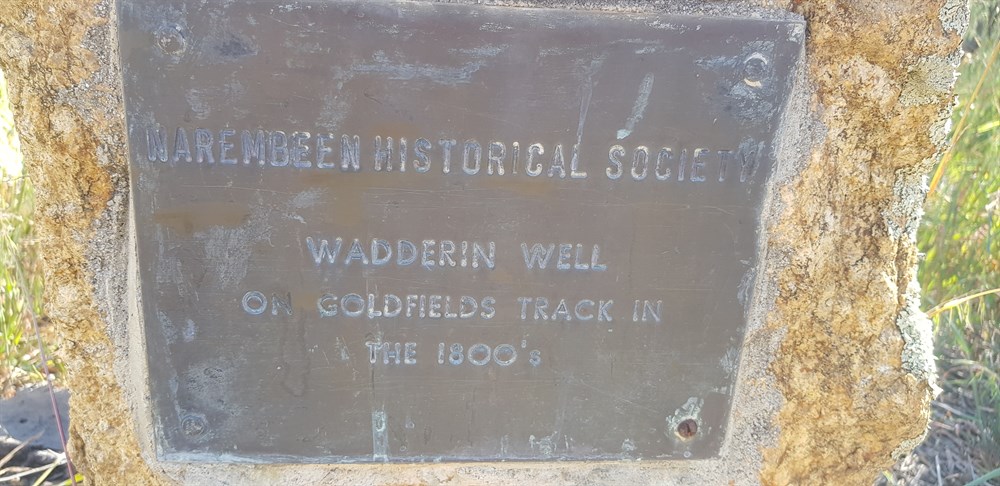 NAREMBEEN HISTORICAL SOCIETY
WADDERIN WELL
ON GOLDFIELDS TRACK IN
THE 1800's